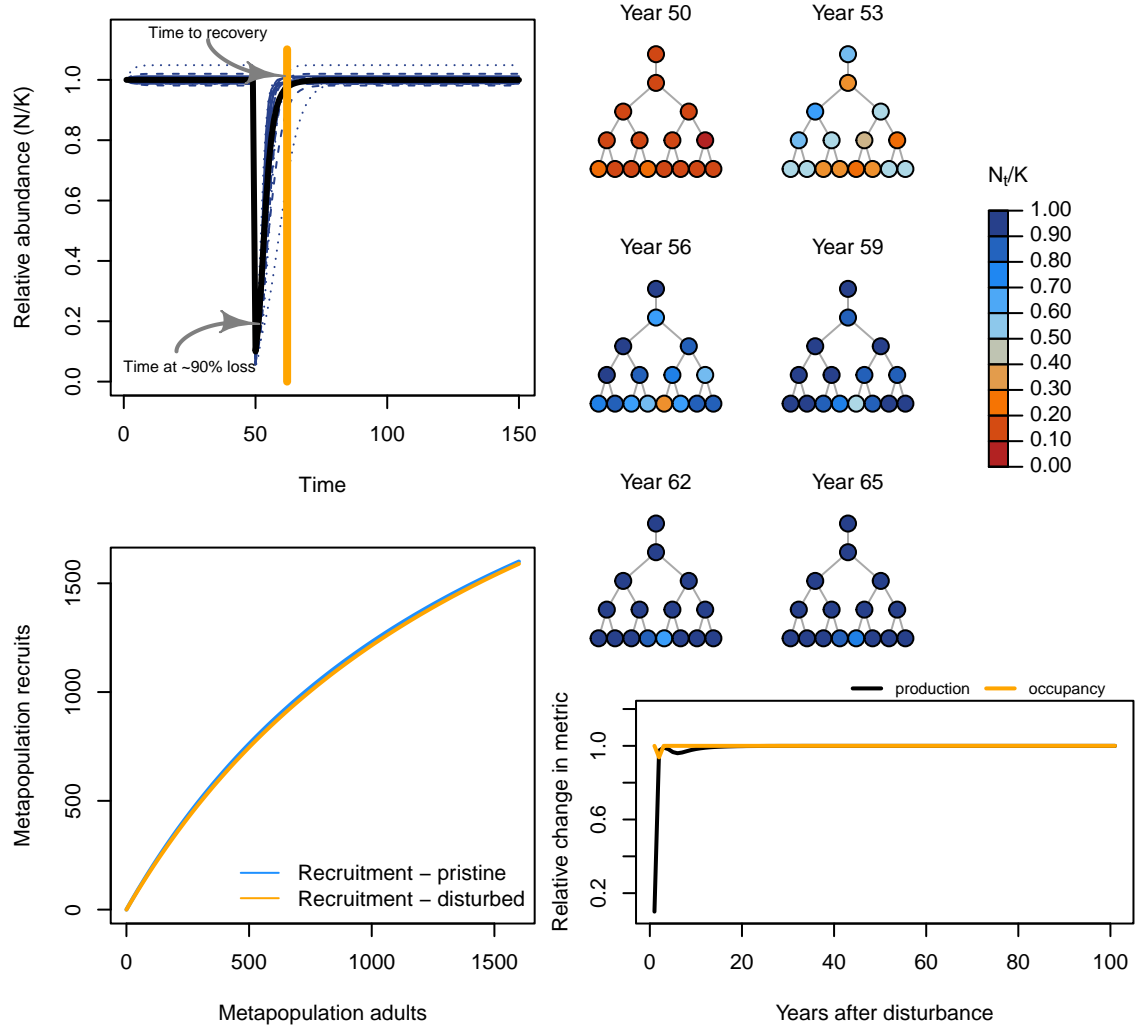 Time to recovery
Time at ~90% loss
Relative abundance (N/K)
0.0
0.2
0.4
0.6
0.8
1.0
0
50
100
150
Time
Year 50
Year 53
Year 56
Year 59
Year 62
Year 65
Nt/K
1.00
0.90
0.80
0.70
0.60
0.50
0.40
0.30
0.20
0.10
0.00
Metapopulation recruits
0
500
1000
1500
Recruitment − pristine
Recruitment − disturbed
0
500
1000
1500
Metapopulation adults
production
occupancy
Relative change in metric
0.2
0.6
1.0
0
20
40
60
80
100
Years after disturbance